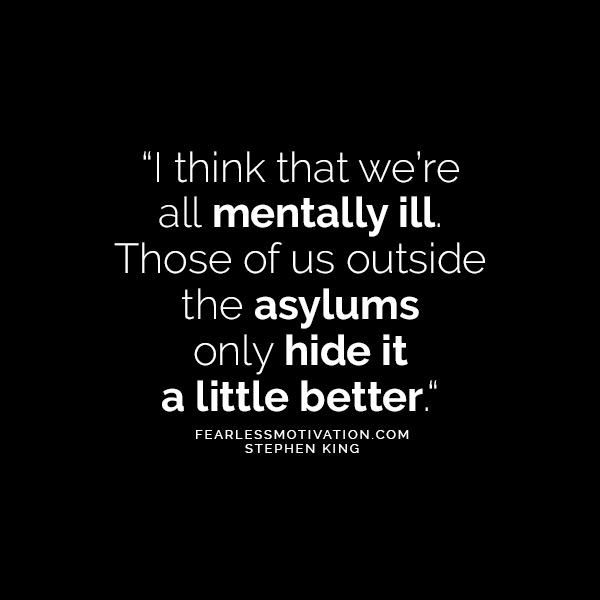 “I think that we’re
all mentally ill.
Those of us outside
the asylums
only hide it
a little better.“
FEARLESSMOTIVATION.COM
STEPHEN KING